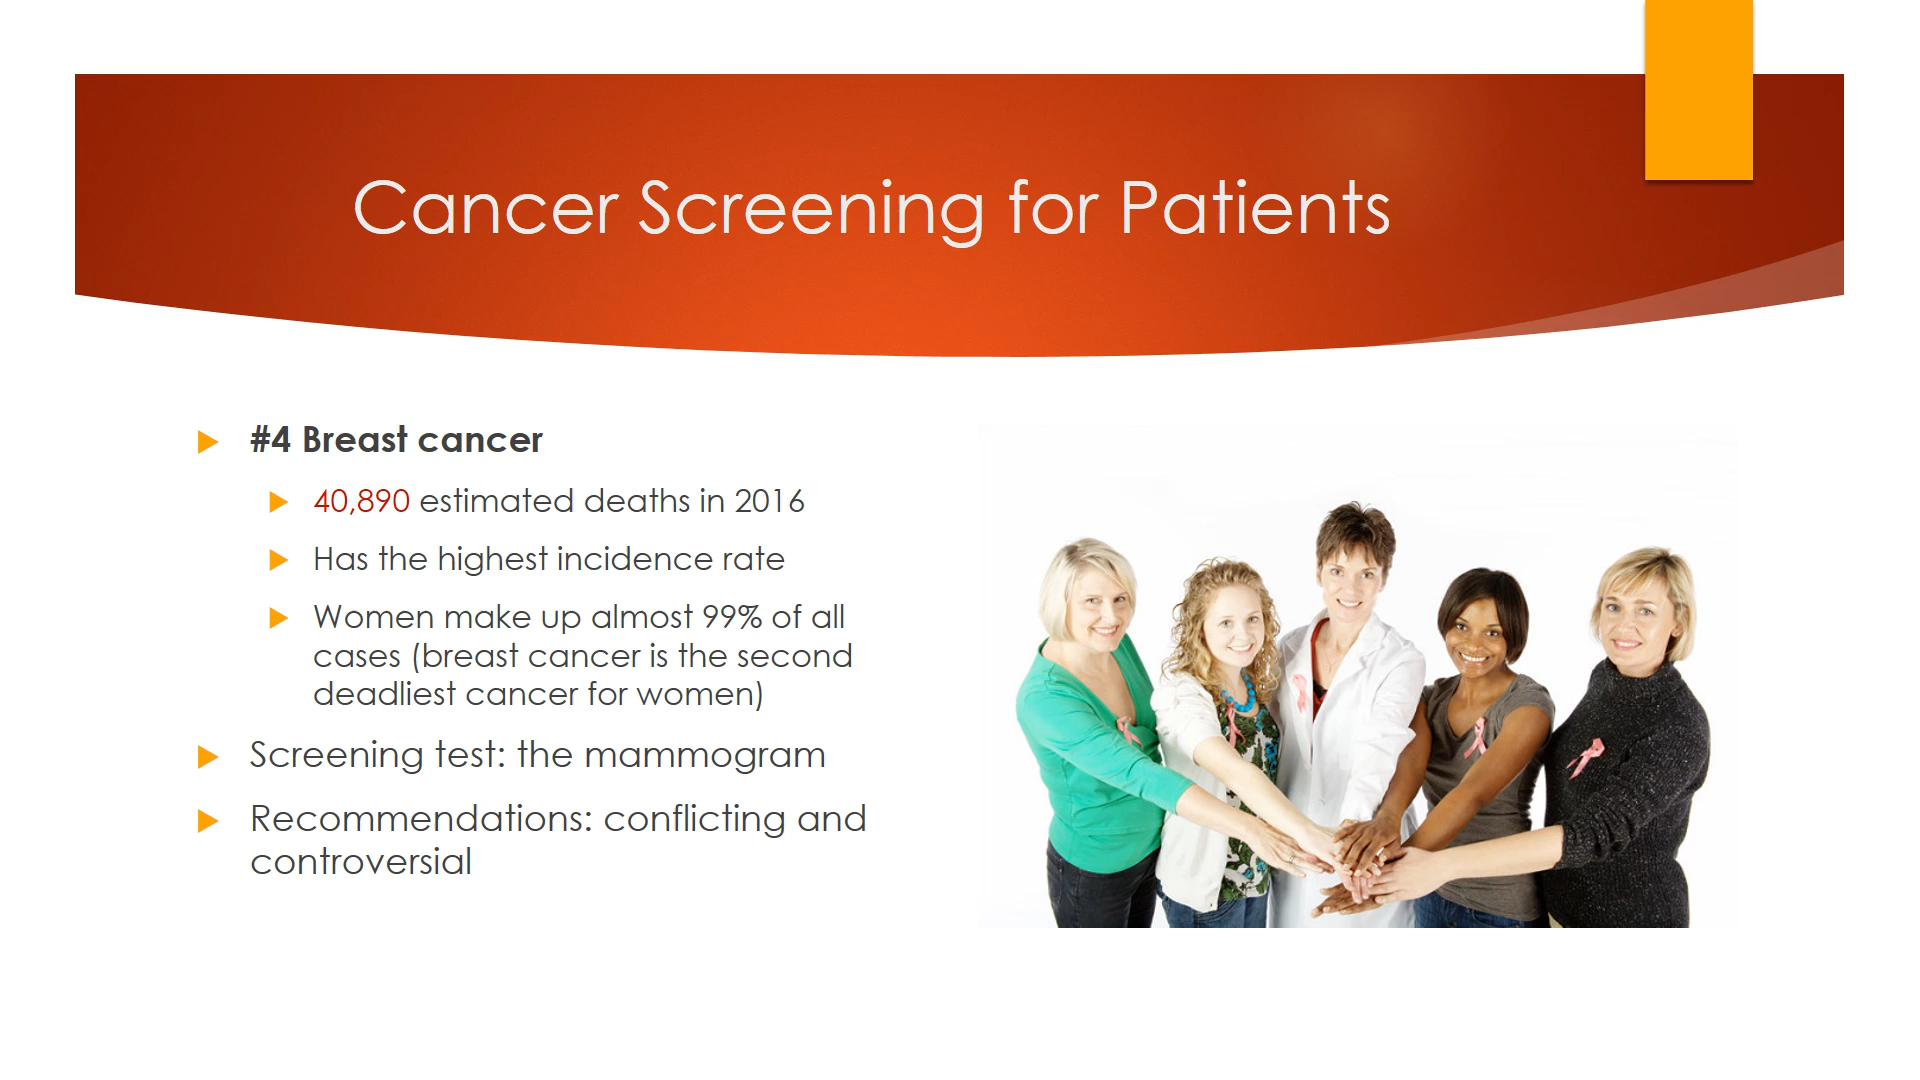 Cancer Screening for Patients
#4 Breast cancer
40,890 estimated deaths in 2016
Has the highest incidence rate
Women make up almost 99% of all
cases (breast cancer is the second
deadliest cancer for women)
Screening test: the mammogram
Recommendations: conflicting and
controversial